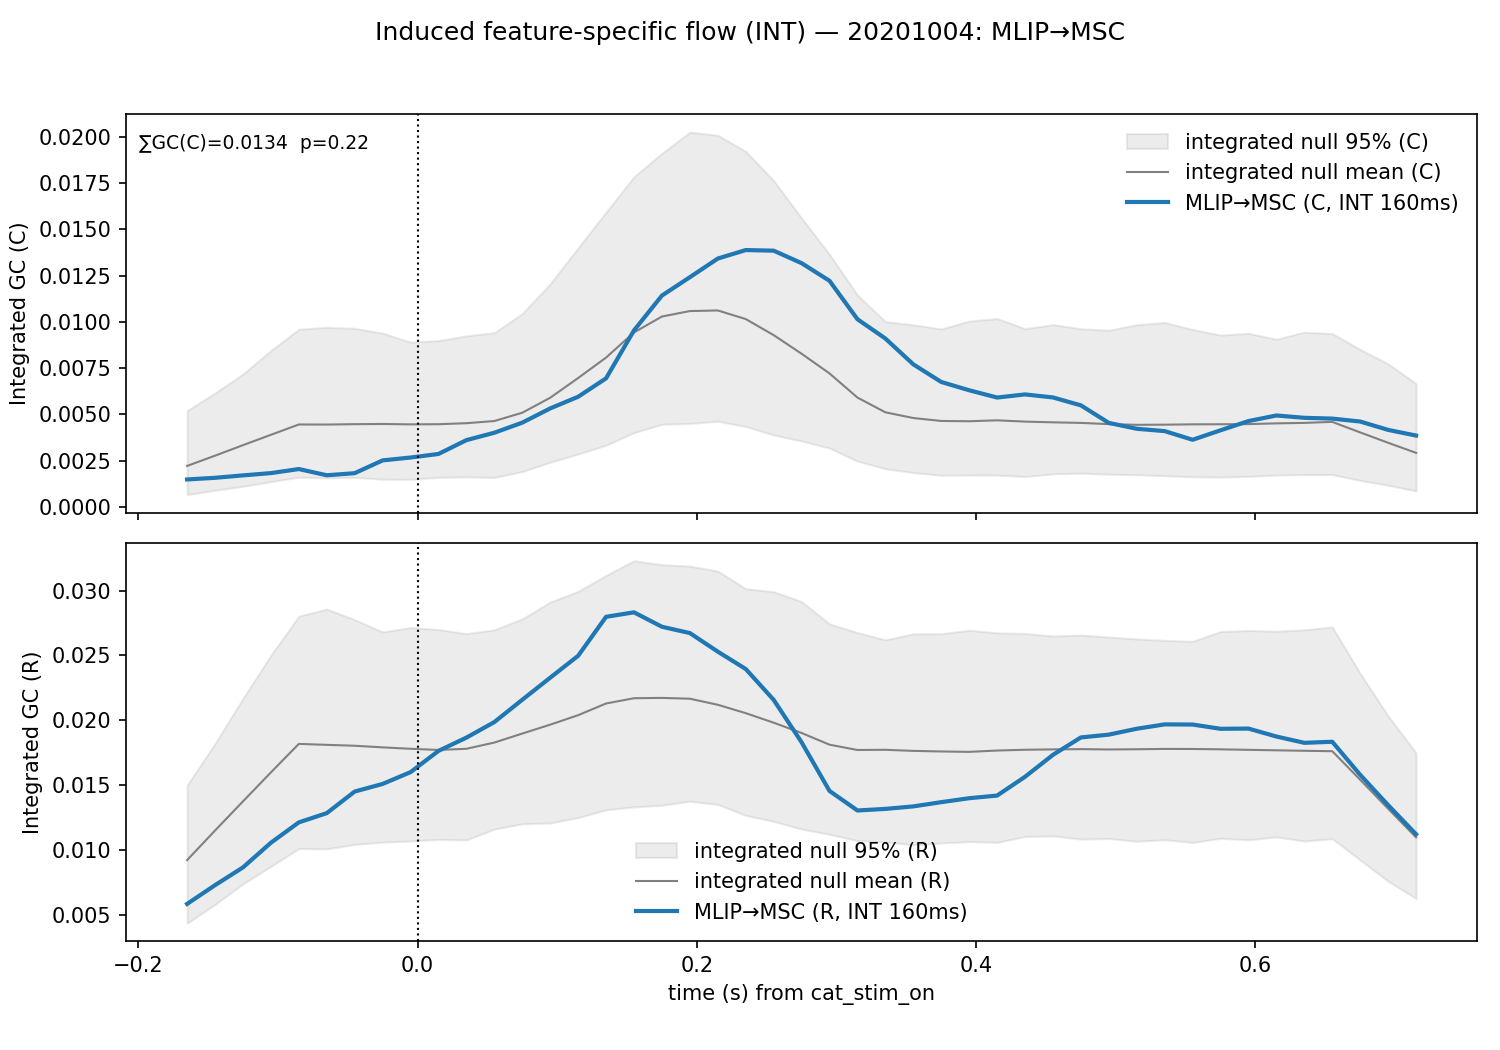 Induced feature-specific flow (INT) — 20201004: MLIP→MSC
∑GC(C)=0.0134  p=0.22
integrated null 95% (C)
integrated null mean (C)
MLIP→MSC (C, INT 160ms)
Integrated GC (C)
0.0200
0.0175
0.0150
0.0125
0.0100
0.0075
0.0050
0.0025
0.0000
Integrated GC (R)
0.030
0.025
0.020
0.015
0.010
0.005
integrated null 95% (R)
integrated null mean (R)
MLIP→MSC (R, INT 160ms)
−0.2 0.0 0.2 0.4 0.6
time (s) from cat_stim_on